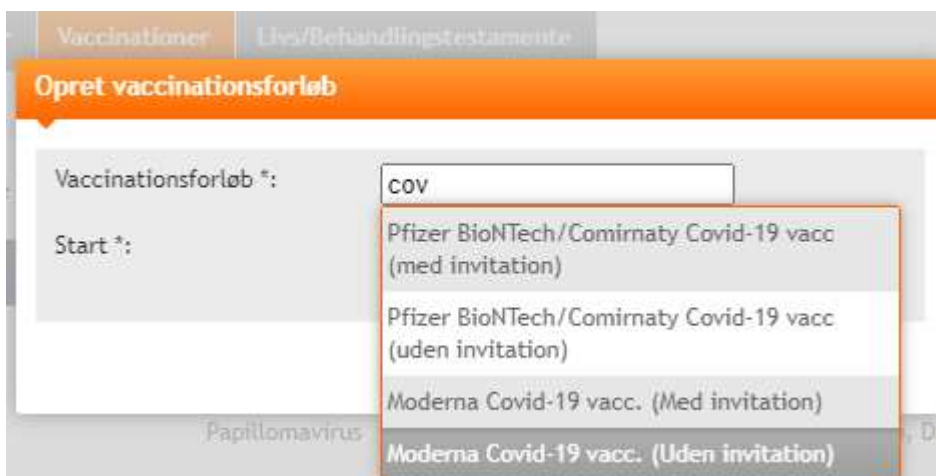 Vaccinationer Livs/Behandlingstestamente
Opret vaccinationsforløb
Vaccinationsforløb *:
cov
Start *:
Pfizer BioNTech/Comirnaty Covid-19 vacc
(med invitation)
Pfizer BioNTech/Comirnaty Covid-19 vacc
(uden invitation)
Moderna Covid-19 vacc. (Med invitation)
Papillomavirus
Moderna Covid-19 vacc. (Uden invitation)